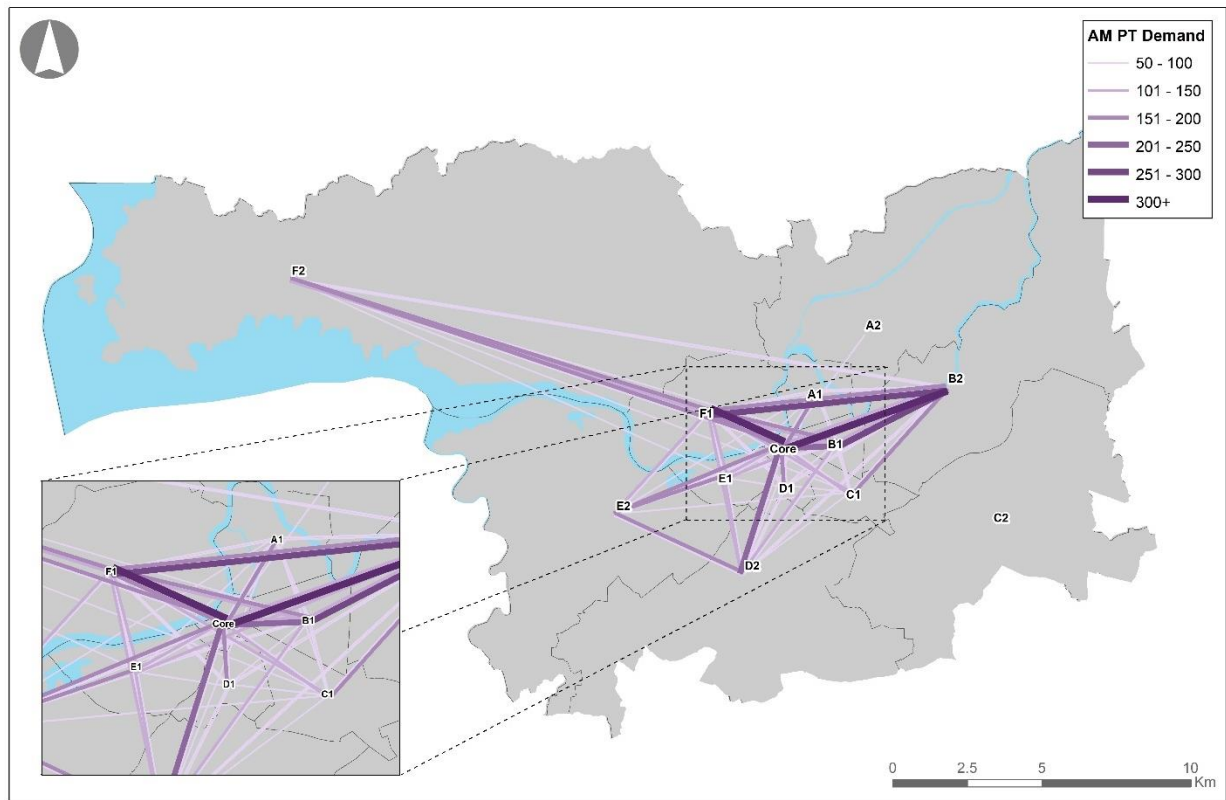 AM PT Demand
50 - 100
101 - 150
151 - 200
201 - 250
251 - 300
300+
F2
A2
B2
A1
F1
B1
Core
E1
D1
C1
E2
C2
D2
A1
F1
Core
B1
E1
D1
C1
0 2.5 5 10
Km